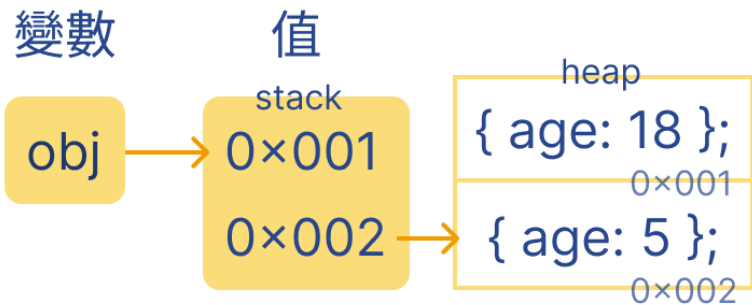 變數
值
stack
heap
obj
0×001
{ age: 18 };
0×001
0×002
{ age: 5 };
0×002